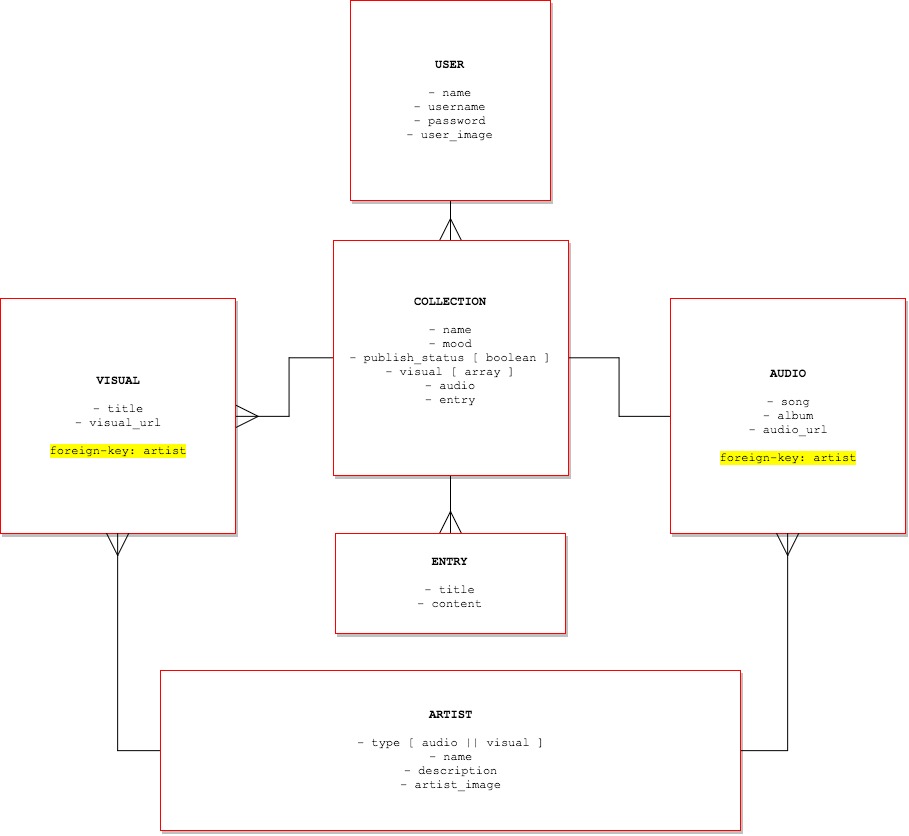 USER
- name
- username
- password
- user_image
COLLECTION
- name
- mood
- publish_status [ boolean ]
- visual [ array ]
- audio
- entry
VISUAL
- title
- visual_url
foreign-key: artist
AUDIO
- song
- album
- audio_url
foreign-key: artist
ENTRY
- title
- content
ARTIST
- type [ audio || visual ]
- name
- description
- artist_image